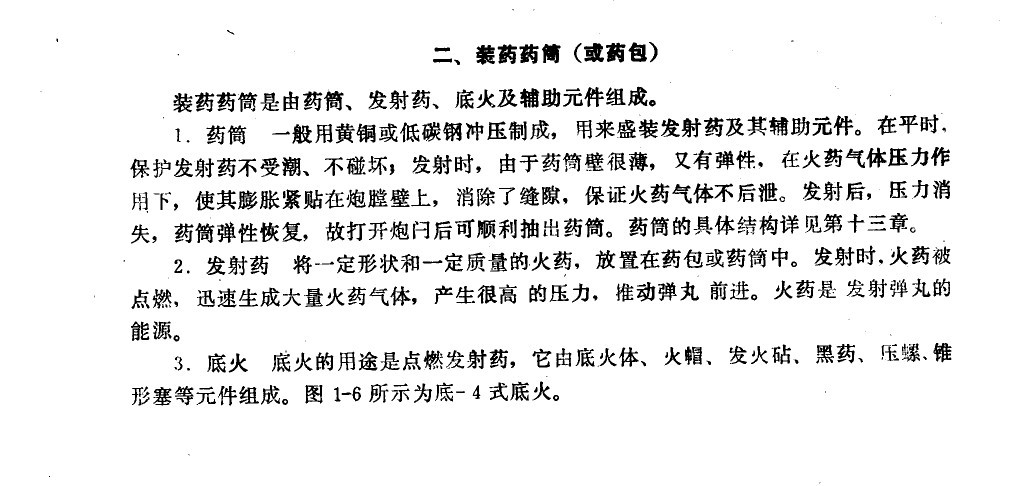 二、装药药筒（或药包）
装药药筒是由药筒、发射药、底火及辅助元件组成。
1. 药筒 一般用黄铜或低碳钢冲压制成，用来盛装发射药及其辅助元件。在平时，
保护发射药不受潮、不碰坏；发射时，由于药筒壁很薄，又有弹性，在火药气体压力作
用下，使其膨胀紧贴在炮膛壁上，消除了缝隙，保证火药气体不后泄。发射后，压力消
失，药筒弹性恢复，故打开炮闩后可顺利抽出药筒。药筒的具体结构详见第十三章。
2. 发射药 将一定形状和一定质量的火药，放置在药包或药筒中。发射时，火药被
点燃，迅速生成大量火药气体，产生很高 的压力，推动弹丸 前进。火药是 发射弹丸的
能源。
3. 底火 底火的用途是点燃发射药，它由底火体、火帽、发火砧、黑药、压螺、锥
形塞等元件组成。图 1-6 所示为底- 4 式底火。